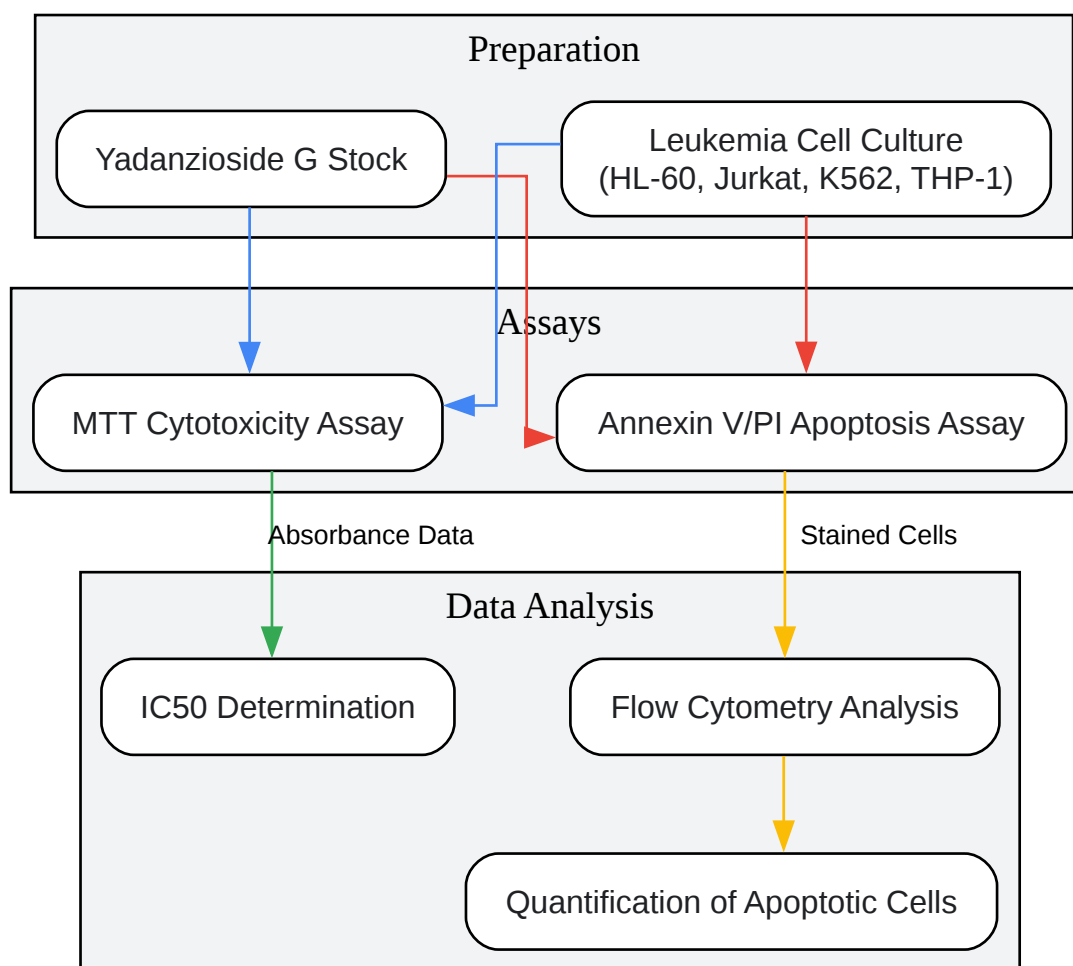 Preparation
Yadanzioside G Stock
Leukemia Cell Culture
(HL-60, Jurkat, K562, THP-1)
Assays
MTT Cytotoxicity Assay
Annexin V/PI Apoptosis Assay
Absorbance Data
Stained Cells
Data Analysis
IC50 Determination
Flow Cytometry Analysis
Quantification of Apoptotic Cells